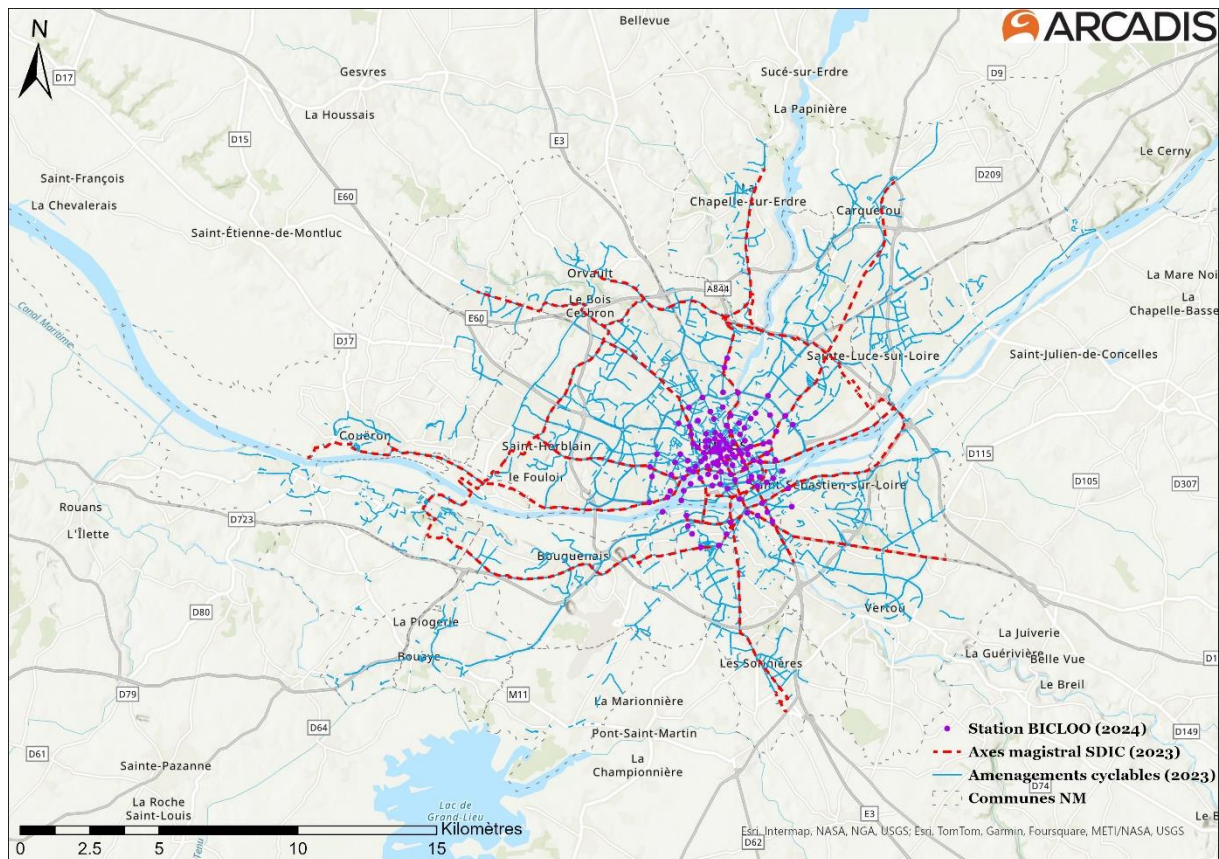 ARCADIS
N
Bellevue
D17
Gesvres
Sucé-sur-Erdre
D9
La Houssais
La Papinière
D15
E3
Le Cerny
Saint-François
D209
E60
La Chevalerais
Chapelle-sur-Erdre
Carquefou
Saint-Étienne-de-Montluc
La Mare Noi
Orvault
A844
La
Chapelle-Basse
Le Bois
Cesbron
Canal Maritime
E60
D17
Sainte-Luce-sur-Loire
Saint-Julien-de-Concelles
Couëron
Saint-Herblain
D115
le Fouloir
Saint-Sébastien-sur-Loire
D105
D307
Rouans
D723
L'Îlette
Bouguenais
D80
Vertou
La Piogerie
La Juiverie
La Guérivière
Belle Vue
Bouaye
Les Sorinières
Le Breil
D79
M11
La Marionnière
D64
Station BICLOO (2024)
D149
Pont-Saint-Martin
Axes magistral SDIC (2023)
D61
Sainte-Pazanne
La
Championnière
Aménagements cyclables (2023)
D74
Communes NM
La Roche
Saint-Louis
Lac de
Grand-Lieu
E3
Kilomètres
0 2.5 5 10 15
Tenu
D62
Esri, Intermap, NASA, NGA, USGS; Esri, TomTom, Garmin, Foursquare, METI/NASA, USGS